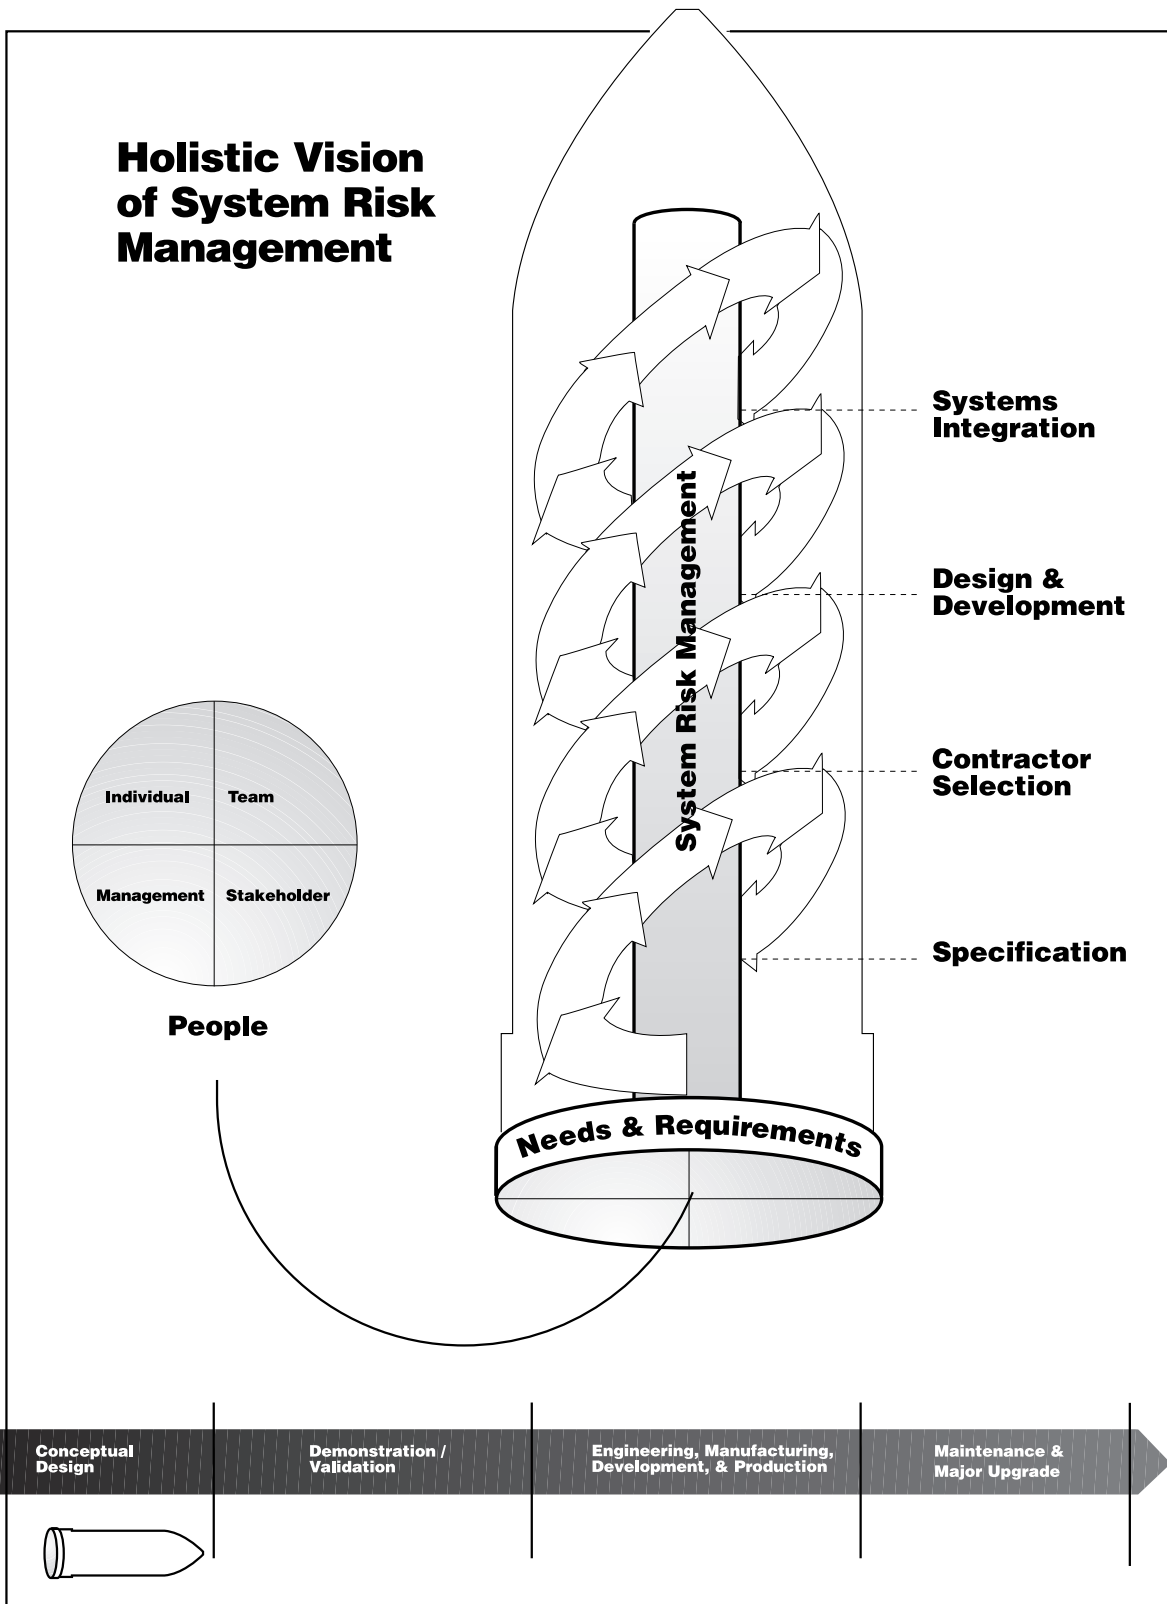 Holistic Vision
of System Risk
Management
System Risk Management
Systems
Integration
Design &
Development
Contractor
Selection
Specification
Individual
Team
Management
Stakeholder
People
Needs & Requirements
Conceptual
Design
Demonstration /
Validation
Engineering, Manufacturing,
Development, & Production
Maintenance &
Major Upgrade